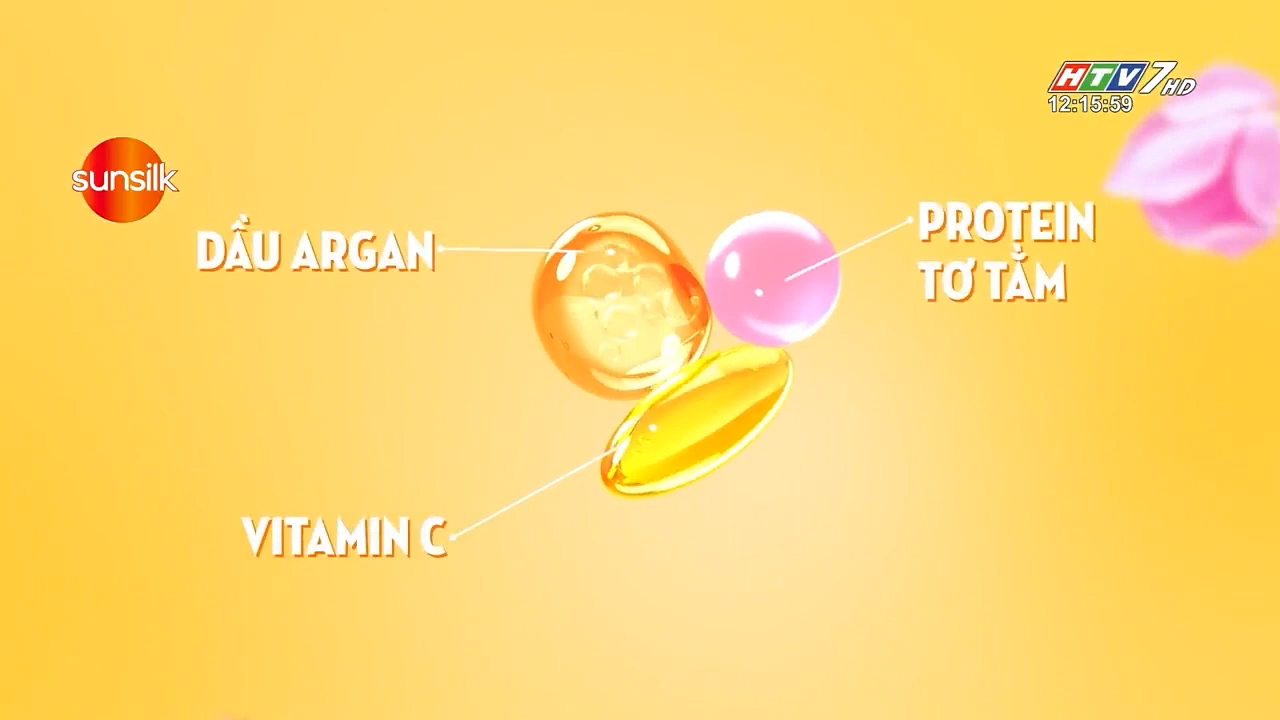 HTV7 HD
12:15:59
sunsilk
DẦU ARGAN
PROTEIN
TƠ TẰM
VITAMIN C